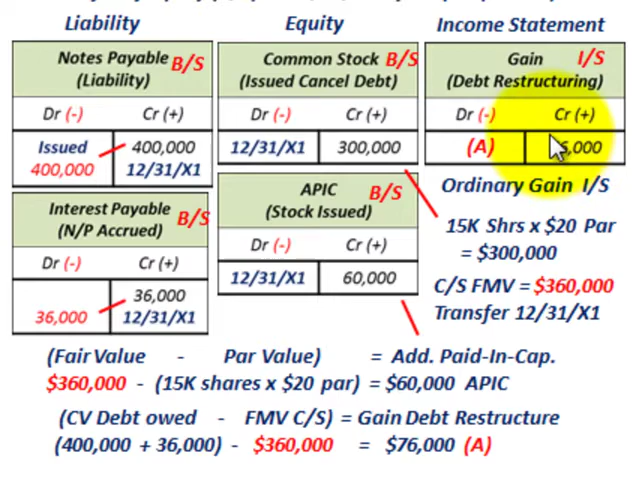 Liability
Equity
Income Statement
Notes Payable B/S
(Liability)
Dr (-) Cr (+)
Issued 400,000
400,000 12/31/X1
Interest Payable B/S
(N/P Accrued)
Dr (-) Cr (+)
36,000
36,000 12/31/X1
Common Stock B/S
(Issued Cancel Debt)
Dr (-) Cr (+)
12/31/X1 300,000
APIC B/S
(Stock Issued)
Dr (-) Cr (+)
12/31/X1 60,000
Gain I/S
(Debt Restructuring)
Dr (-) Cr (+)
(A)
Ordinary Gain I/S
15K Shrs x $20 Par
= $300,000
C/S FMV = $360,000
Transfer 12/31/X1
(Fair Value - Par Value) = Add. Paid-In-Cap.
$360,000 - (15K shares x $20 par) = $60,000 APIC
(CV Debt owed - FMV C/S) = Gain Debt Restructure
(400,000 + 36,000) - $360,000 = $76,000 (A)